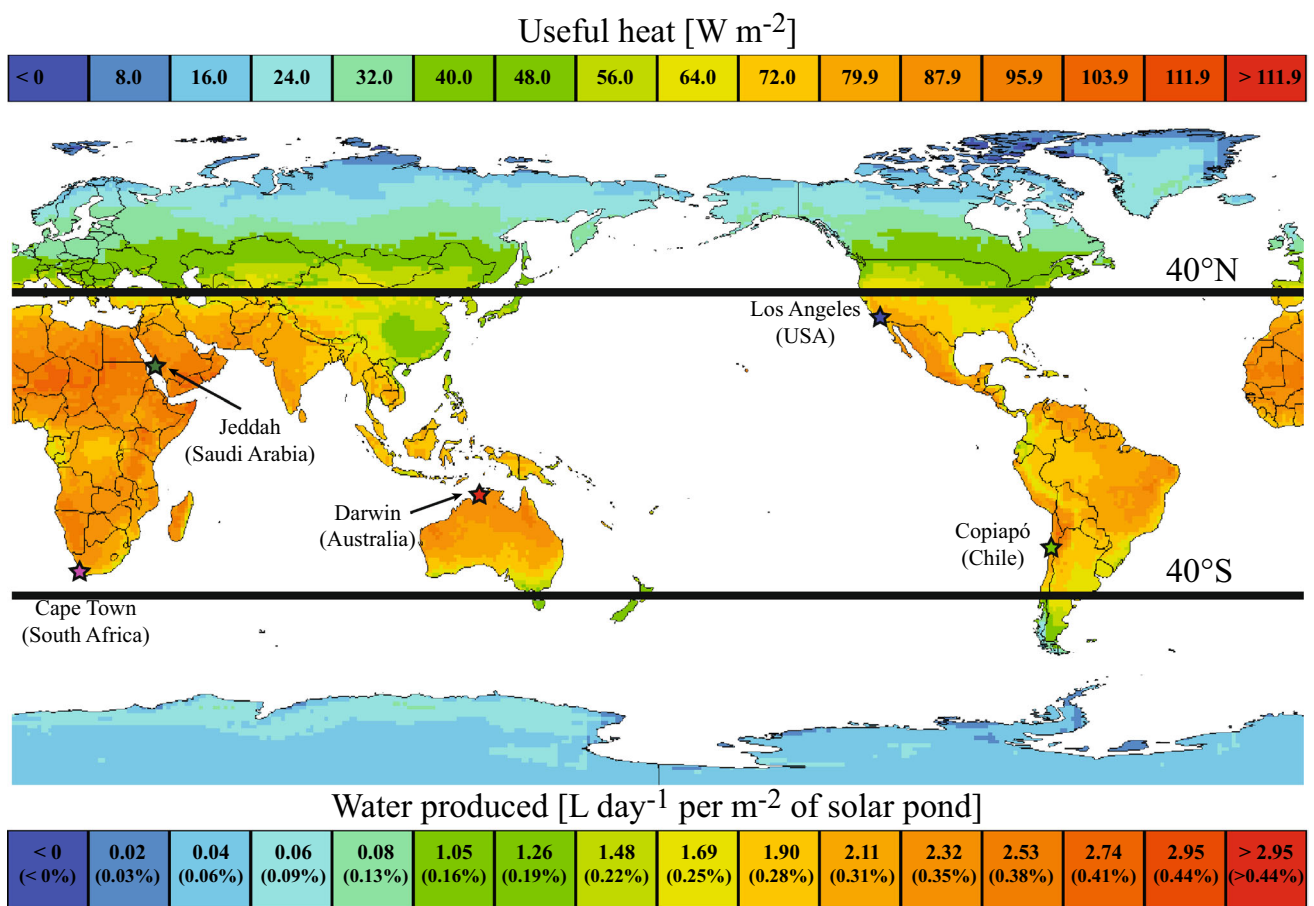 Useful heat [W m-2]
< 0 8.0 16.0 24.0 32.0 40.0 48.0 56.0 64.0 72.0 79.9 87.9 95.9 103.9 111.9 > 111.9
40°N
Los Angeles
(USA)
Jeddah
(Saudi Arabia)
Darwin
(Australia)
Copiapó
(Chile)
40°S
Cape Town
(South Africa)
Water produced [L day-1 per m-2 of solar pond]
< 0 0.02 0.04 0.06 0.08 1.05 1.26 1.48 1.69 1.90 2.11 2.32 2.53 2.74 2.95 > 2.95
(< 0%) (0.03%) (0.06%) (0.09%) (0.13%) (0.16%) (0.19%) (0.22%) (0.25%) (0.28%) (0.31%) (0.35%) (0.38%) (0.41%) (0.44%) (>0.44%)